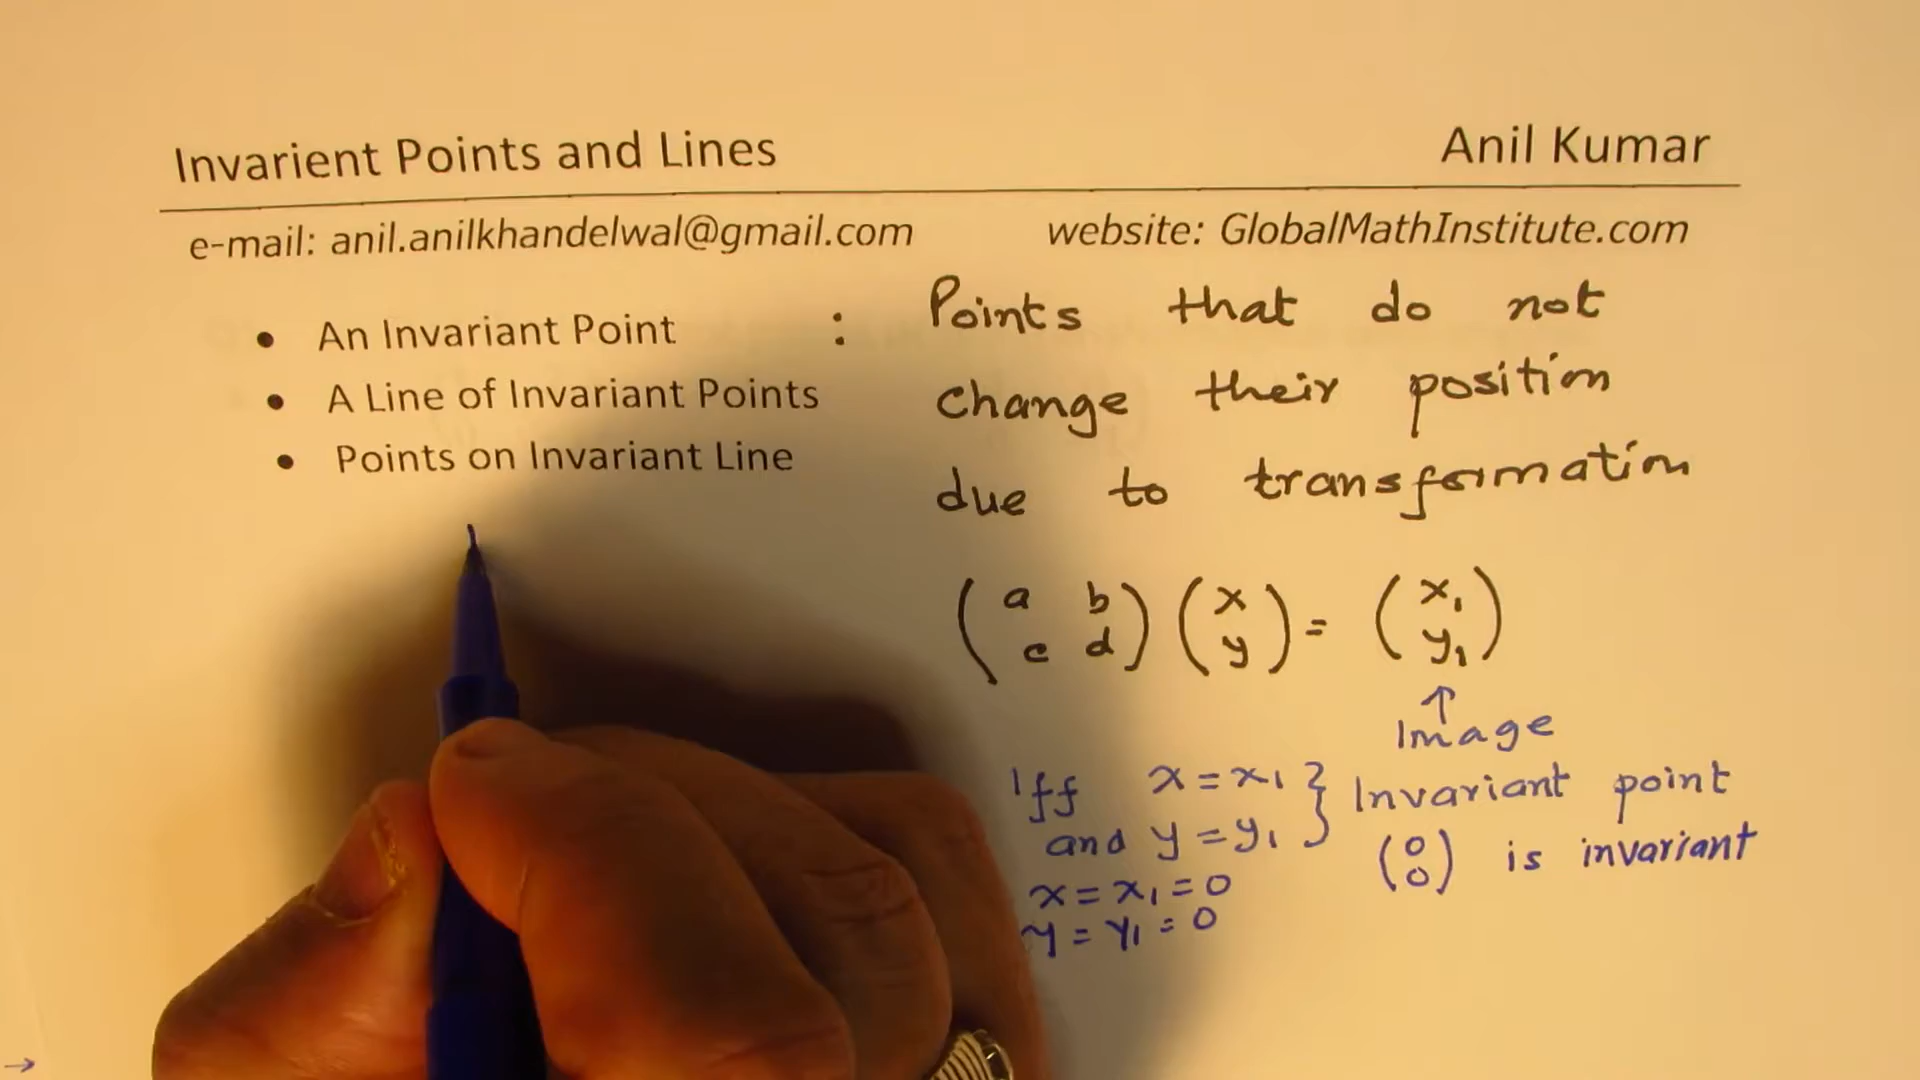 Invarient Points and Lines
Anil Kumar
e-mail: anil.anilkhandelwal@gmail.com
website: GlobalMathInstitute.com
• An Invariant Point
• A Line of Invariant Points
• Points on Invariant Line
: Points that do not
change their position
due to transformation
(a b
c d) (x
y) = (x₁
y₁)
↑
Image
Iff x = x₁ } Invariant point
and y = y₁
(0
0) is invariant
x = x₁ = 0
y = y₁ = 0
→